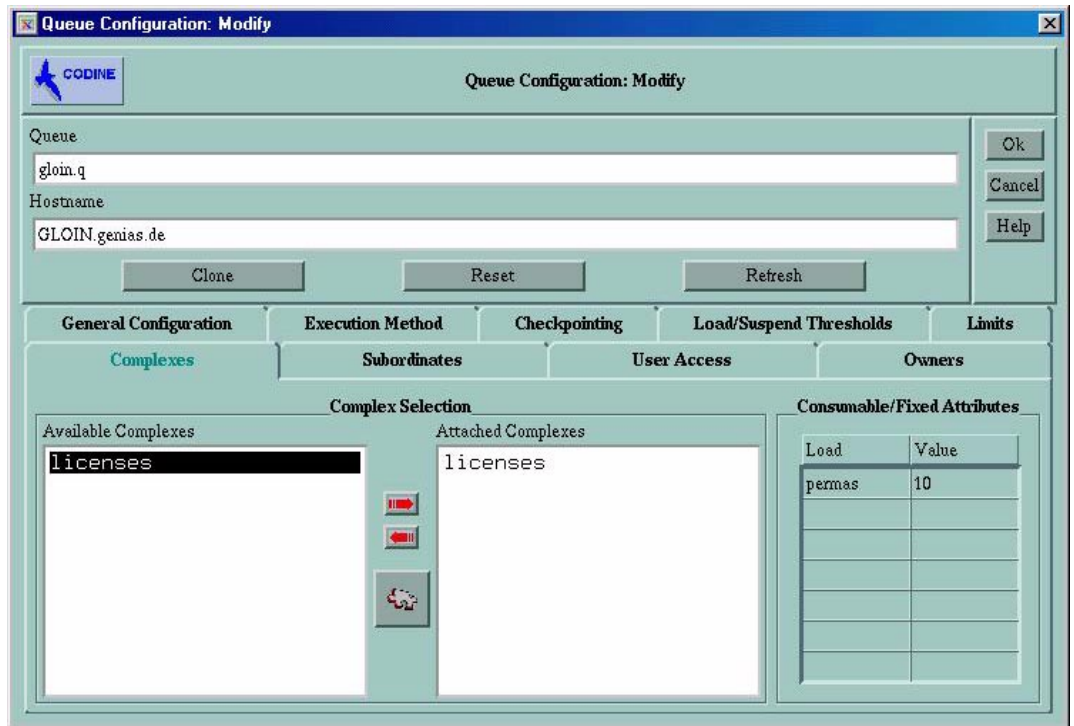 Queue Configuration: Modify
CODINE
Queue Configuration: Modify
Queue
gloin.q
Hostname
GLOIN.genias.de
Clone Reset Refresh
Ok
Cancel
Help
General Configuration Execution Method Checkpointing Load/Suspend Thresholds Limits
Complexes Subordinates User Access Owners
Complex Selection
Available Complexes
licenses
Attached Complexes
licenses
Consumable/Fixed Attributes
Load Value
permas 10